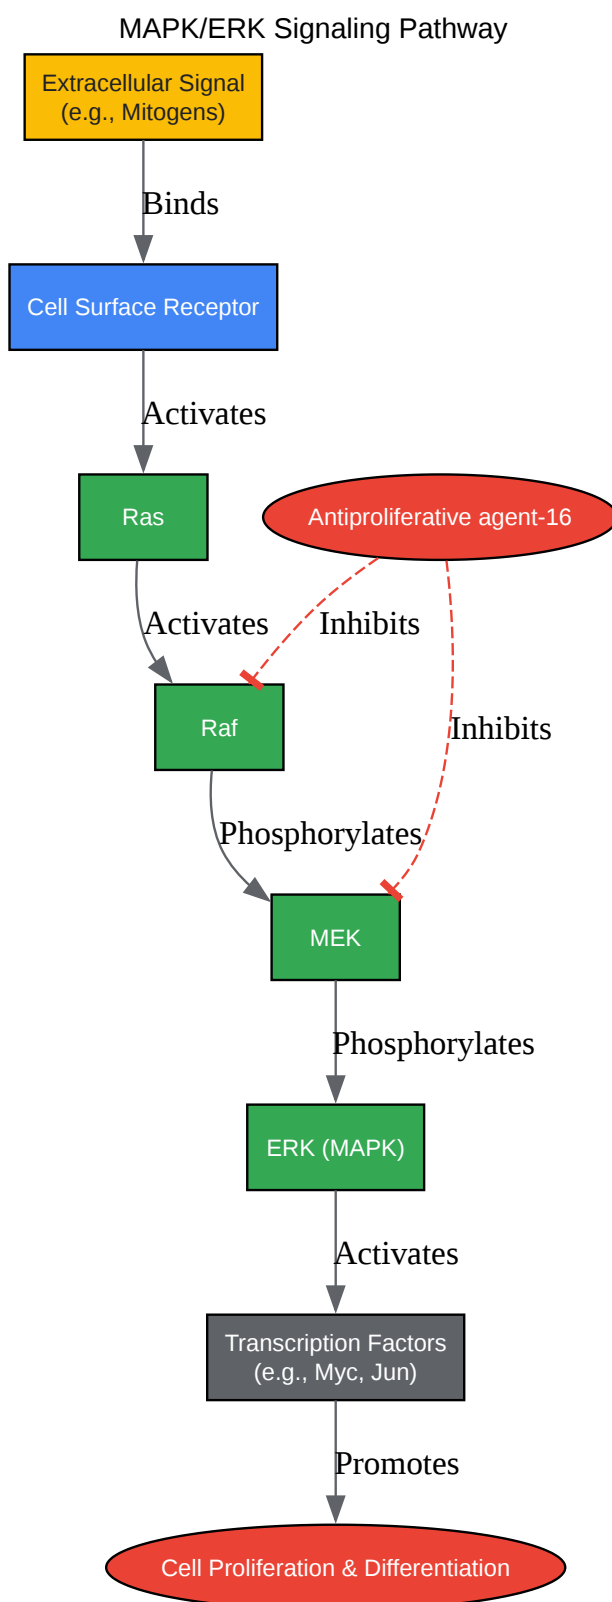 MAPK/ERK Signaling Pathway
Extracellular Signal
(e.g., Mitogens)
Binds
Cell Surface Receptor
Activates
Ras
Antiproliferative agent-16
Activates
Inhibits
Raf
Inhibits
Phosphorylates
MEK
Phosphorylates
ERK (MAPK)
Activates
Transcription Factors
(e.g., Myc, Jun)
Promotes
Cell Proliferation & Differentiation